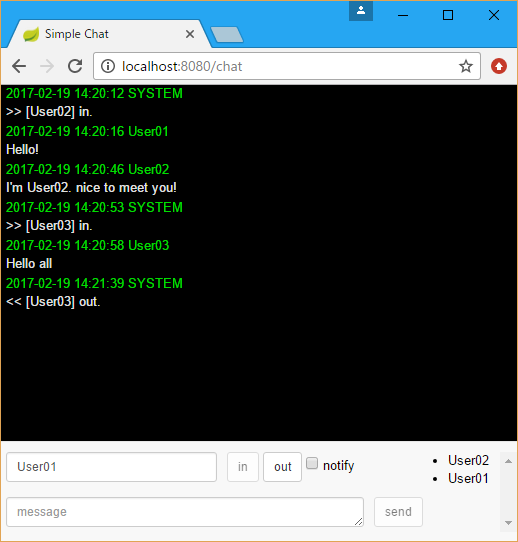 Simple Chat
localhost:8080/chat
2017-02-19 14:20:12 SYSTEM
>> [User02] in.
2017-02-19 14:20:16 User01
Hello!
2017-02-19 14:20:46 User02
I'm User02. nice to meet you!
2017-02-19 14:20:53 SYSTEM
>> [User03] in.
2017-02-19 14:20:58 User03
Hello all
2017-02-19 14:21:39 SYSTEM
<< [User03] out.
User01 in out notify
message send
User02
User01